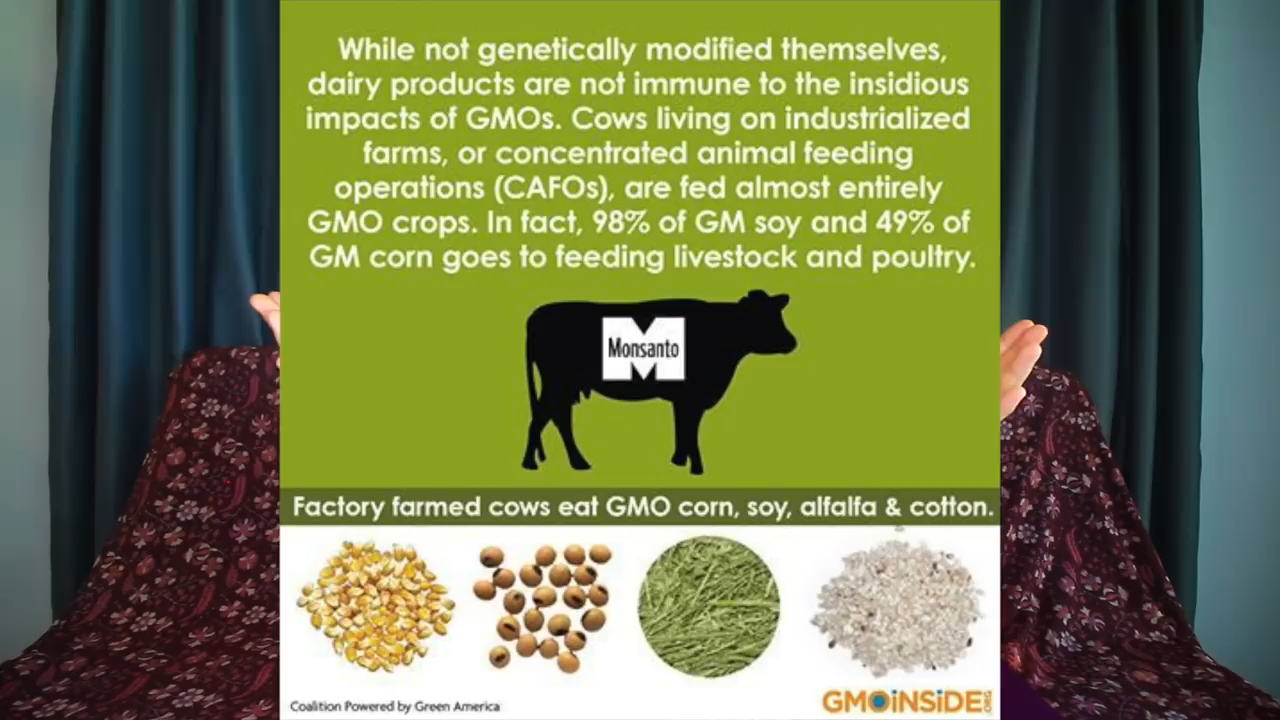 While not genetically modified themselves,
dairy products are not immune to the insidious
impacts of GMOs. Cows living on industrialized
farms, or concentrated animal feeding
operations (CAFOs), are fed almost entirely
GMO crops. In fact, 98% of GM soy and 49% of
GM corn goes to feeding livestock and poultry.
Monsanto
Factory farmed cows eat GMO corn, soy, alfalfa & cotton.
Coalition Powered by Green America
GMOINSIDE.ORG